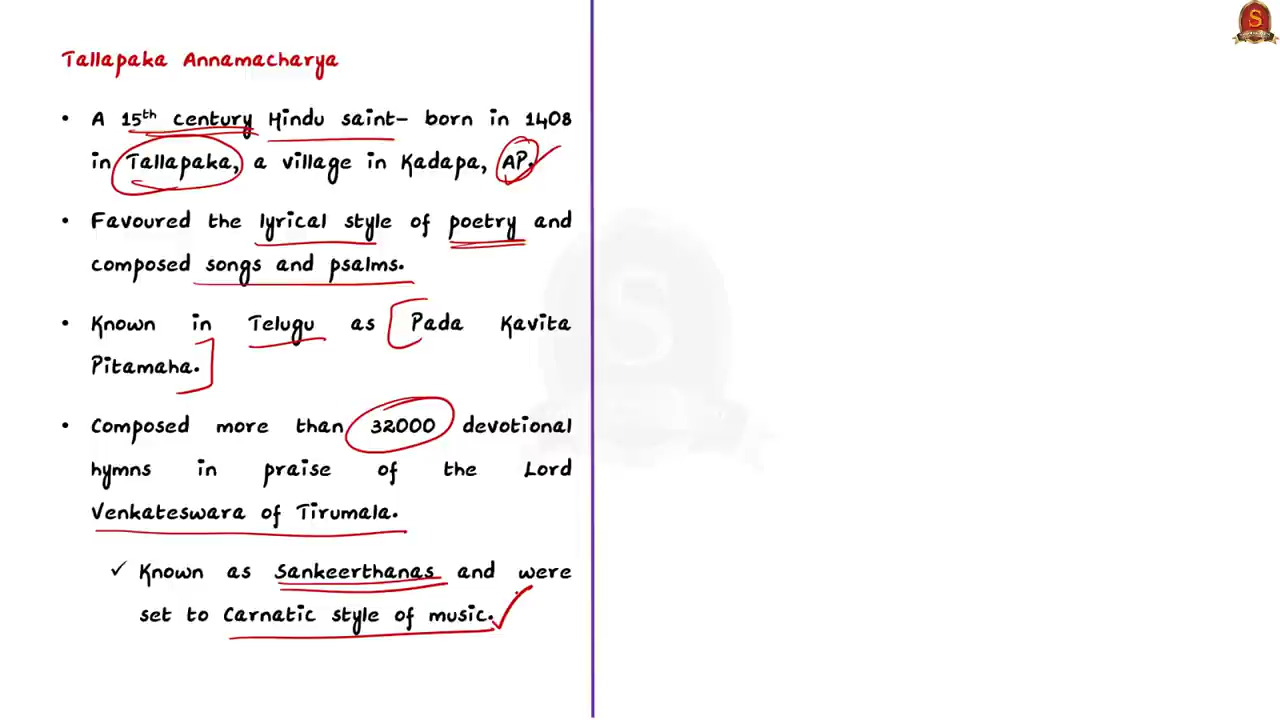 Tallapaka Annamacharya
• A 15th century Hindu saint- born in 1408
in Tallapaka, a village in Kadapa, AP.
• Favoured the lyrical style of poetry and
composed songs and psalms.
• Known in Telugu as Pada Kavita
Pitamaha.
• Composed more than 32000 devotional
hymns in praise of the Lord
Venkateswara of Tirumala.
✓ Known as Sankeerthanas and were
set to Carnatic style of music.
S
S